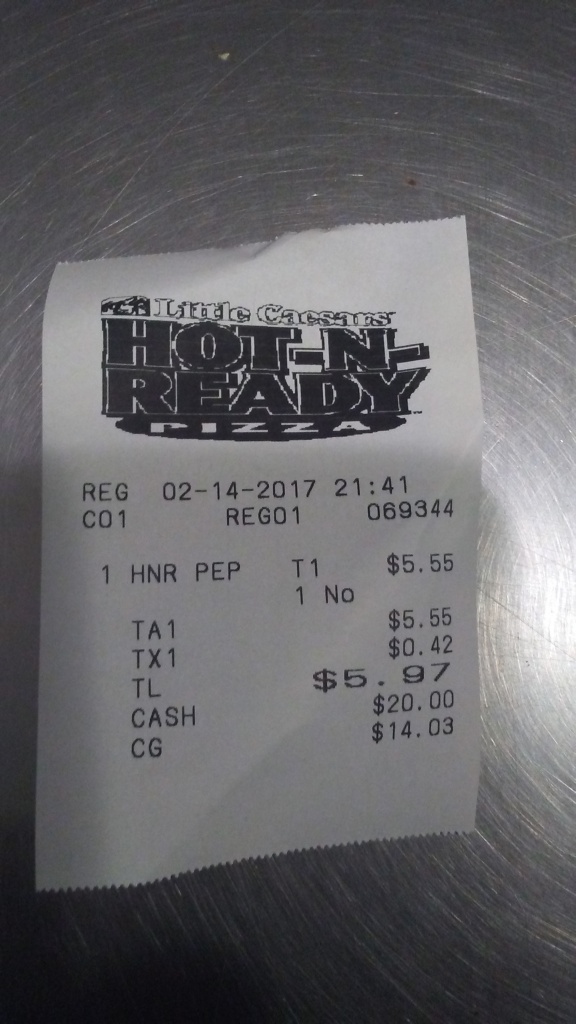 Little Caesars
HOT-N-
READY
PIZZA
REG 02-14-2017 21:41
C01 REG01 069344
1 HNR PEP T1 $5.55
1 No
TA1 $5.55
TX1 $0.42
TL $5.97
CASH $20.00
CG $14.03